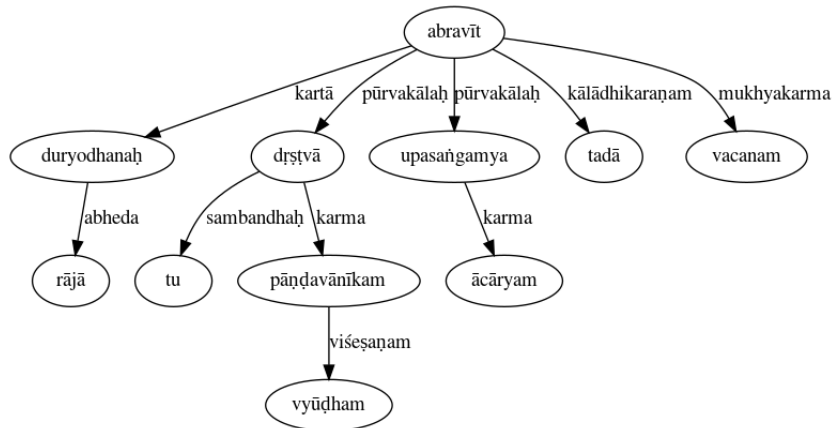 abravīt
kartā pūrvakālaḥ pūrvakālaḥ kālādhikaraṇam mukhyakarma
duryodhanaḥ dṛṣṭvā upasaṅgamya tadā vacanam
abheda sambandhaḥ karma karma
rājā tu pāṇḍavānīkam ācāryam
viśeṣaṇam
vyūḍham